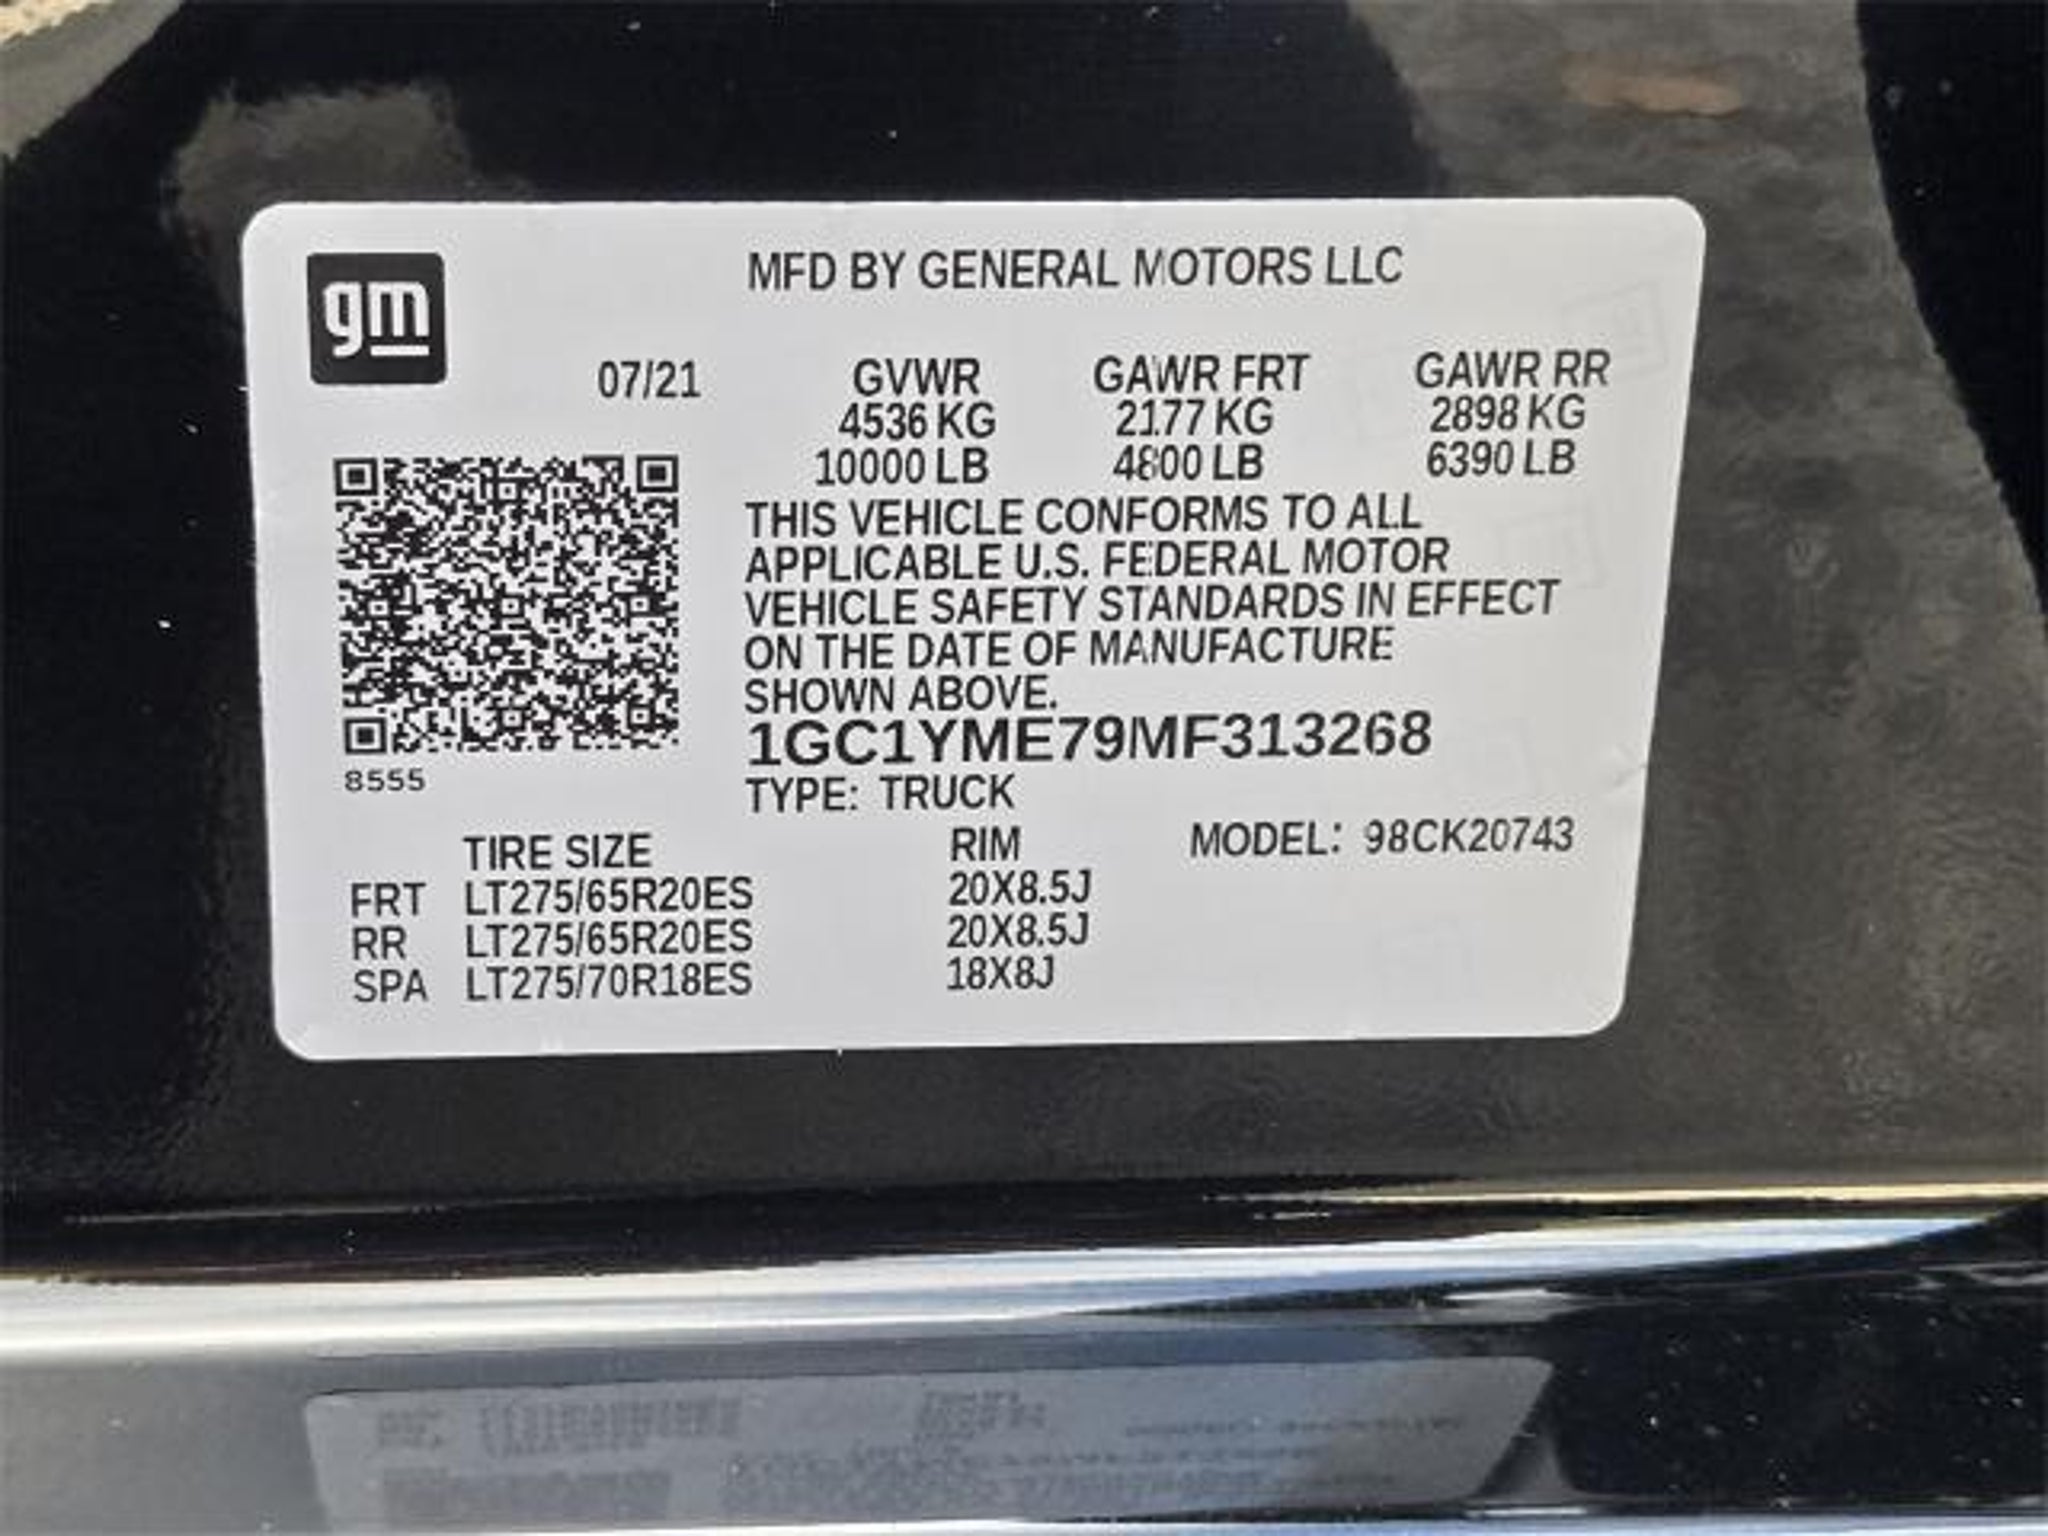 gm
MFD BY GENERAL MOTORS LLC
07/21 GVWR GAWR FRT GAWR RR
4536 KG 2177 KG 2898 KG
10000 LB 4800 LB 6390 LB
THIS VEHICLE CONFORMS TO ALL
APPLICABLE U.S. FEDERAL MOTOR
VEHICLE SAFETY STANDARDS IN EFFECT
ON THE DATE OF MANUFACTURE
SHOWN ABOVE.
1GC1YME79MF313268
8555
TYPE: TRUCK
TIRE SIZE RIM MODEL: 98CK20743
FRT LT275/65R20ES 20X8.5J
RR LT275/65R20ES 20X8.5J
SPA LT275/70R18ES 18X8J